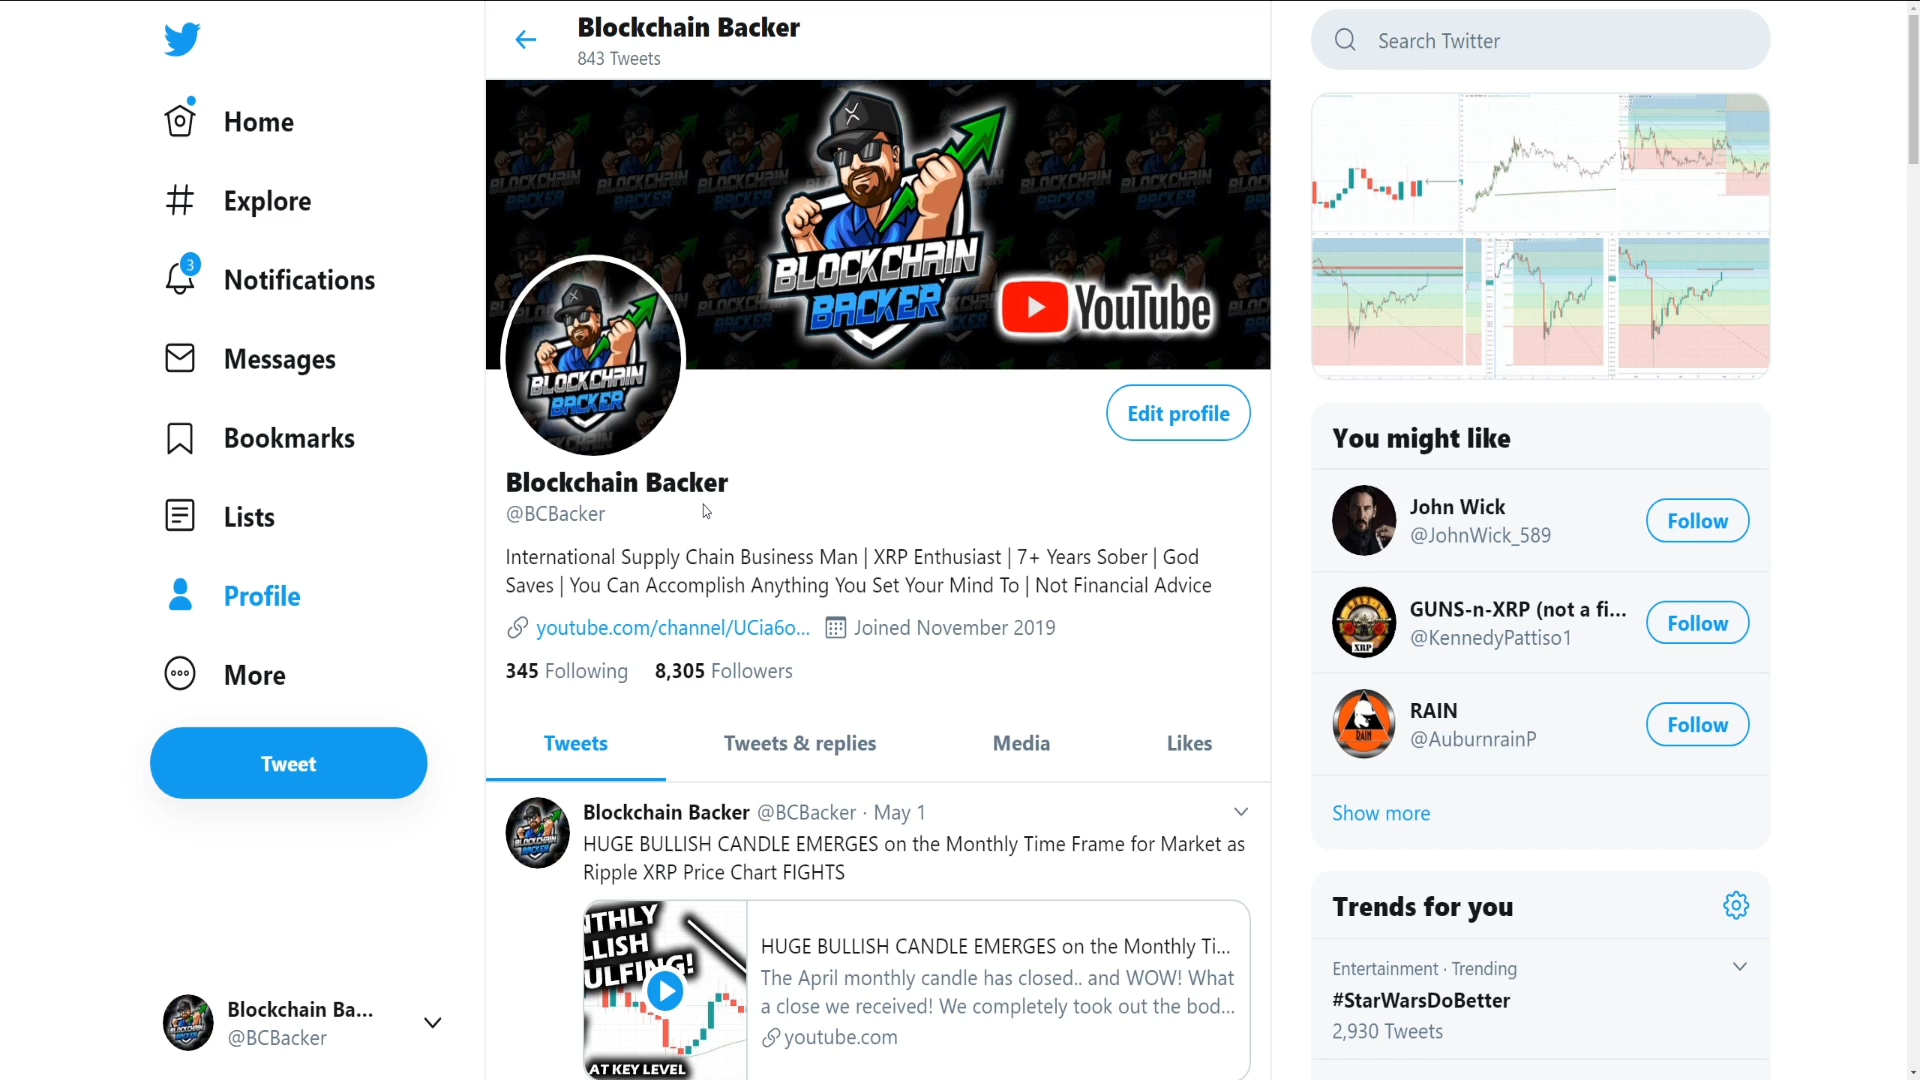 Home
Explore
3
Notifications
Messages
Bookmarks
Lists
Profile
More
Tweet
Blockchain Ba...
@BCBacker
Blockchain Backer
843 Tweets
BLOCKCHAIN
BACKER
YouTube
BLOCKCHAIN
BACKER
Edit profile
Blockchain Backer
@BCBacker
International Supply Chain Business Man | XRP Enthusiast | 7+ Years Sober | God
Saves | You Can Accomplish Anything You Set Your Mind To | Not Financial Advice
youtube.com/channel/UCia6o... Joined November 2019
345 Following 8,305 Followers
Tweets Tweets & replies Media Likes
Blockchain Backer @BCBacker · May 1
HUGE BULLISH CANDLE EMERGES on the Monthly Time Frame for Market as
Ripple XRP Price Chart FIGHTS
AT KEY LEVEL
HUGE BULLISH CANDLE EMERGES on the Monthly Ti...
The April monthly candle has closed.. and WOW! What
a close we received! We completely took out the bod...
youtube.com
Search Twitter
You might like
John Wick
@JohnWick_589
Follow
GUNS-n-XRP (not a fi...
@KennedyPattiso1
Follow
XRP
RAIN
@AuburnrainP
Follow
RAIN
Show more
Trends for you
Entertainment · Trending
#StarWarsDoBetter
2,930 Tweets